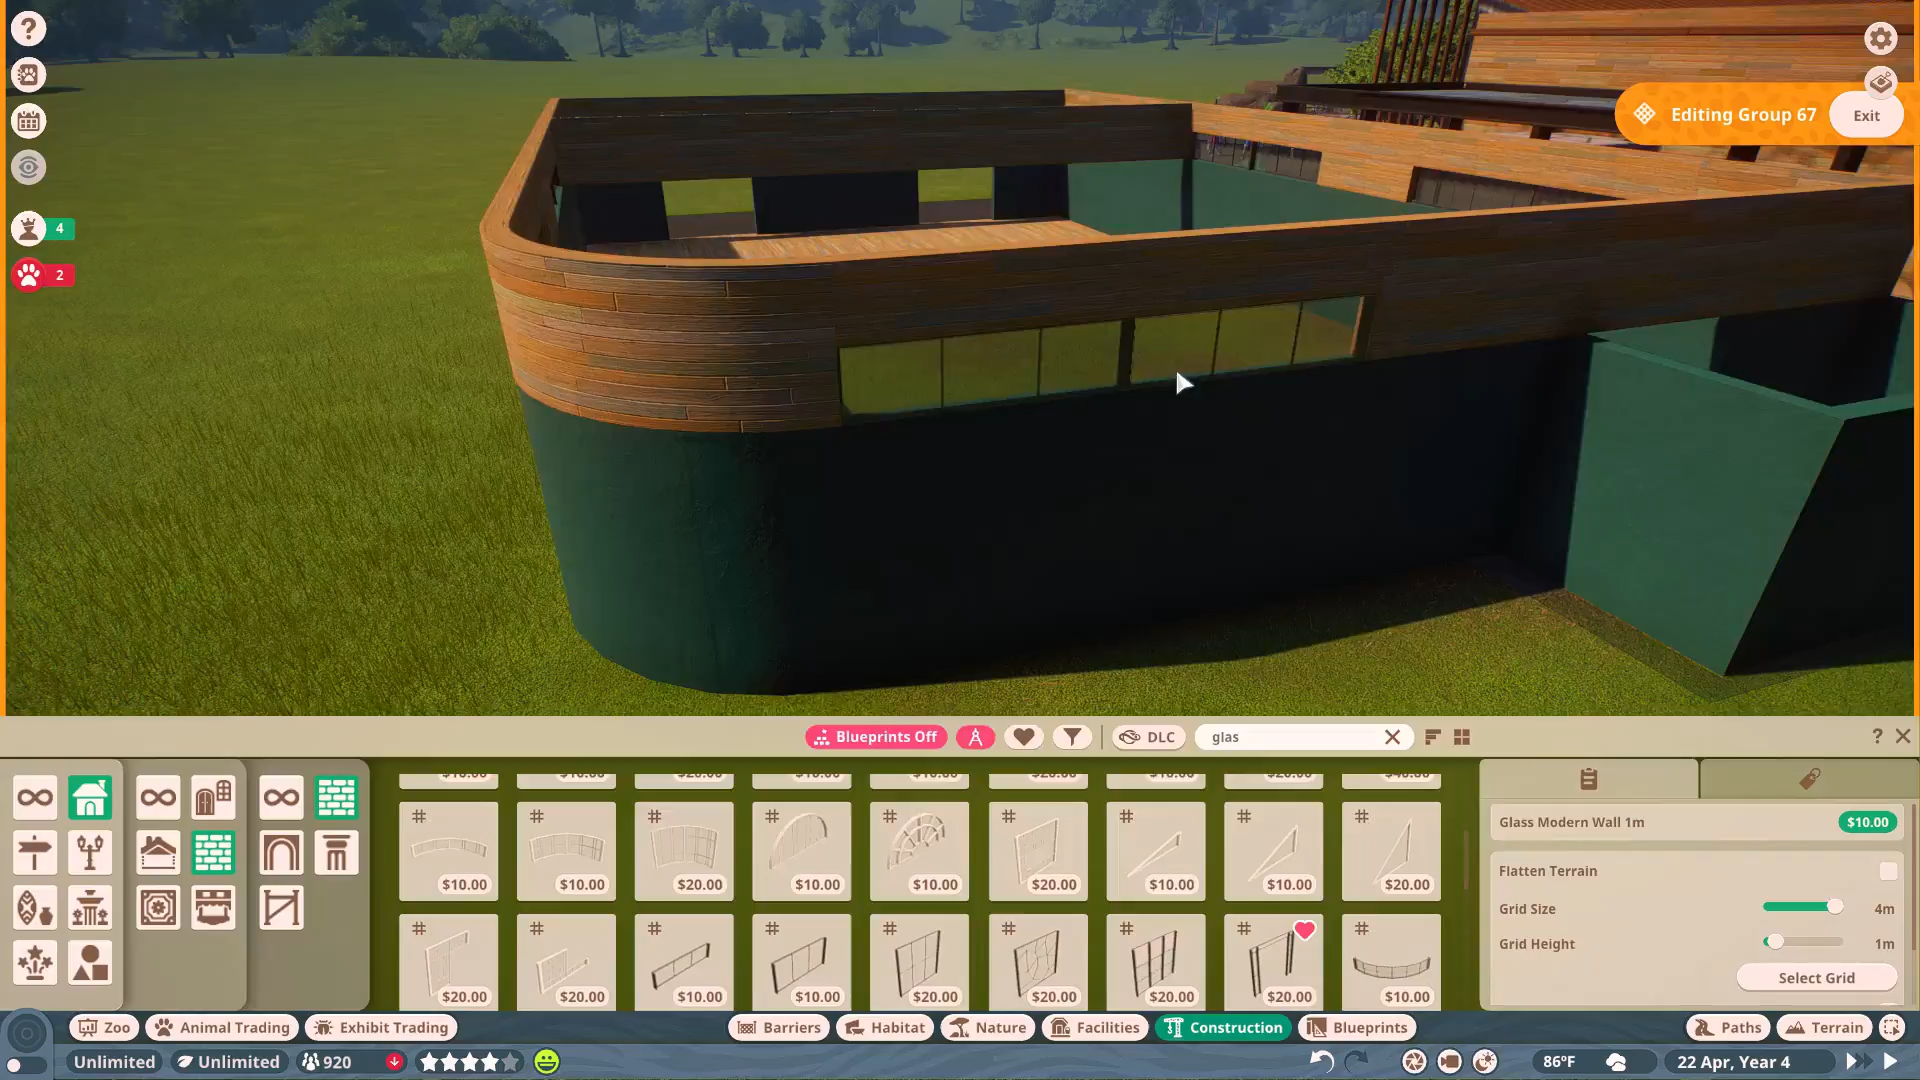 ?
Editing Group 67
Exit
4
2
Blueprints Off
DLC
glas
?
$20.00
$20.00
$10.00
$10.00
$20.00
$10.00
$10.00
$20.00
$10.00
$10.00
$20.00
$20.00
$20.00
$10.00
$10.00
$20.00
$20.00
$20.00
$20.00
$10.00
Glass Modern Wall 1m
$10.00
Flatten Terrain
Grid Size
4m
Grid Height
1m
Select Grid
Zoo
Animal Trading
Exhibit Trading
Barriers
Habitat
Nature
Facilities
Construction
Blueprints
Paths
Terrain
Unlimited
Unlimited
920
86°F
22 Apr, Year 4